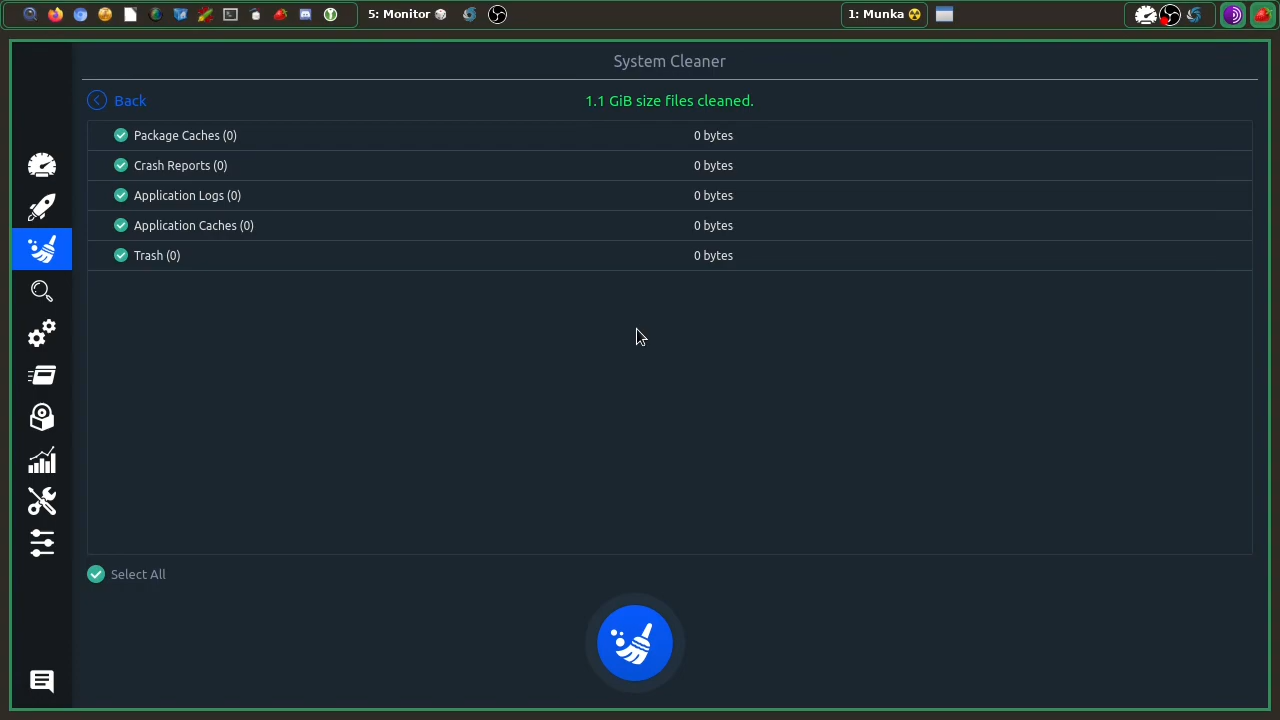 5: Monitor
1: Munka
System Cleaner
Back
1.1 GiB size files cleaned.
Package Caches (0) 0 bytes
Crash Reports (0) 0 bytes
Application Logs (0) 0 bytes
Application Caches (0) 0 bytes
Trash (0) 0 bytes
Select All